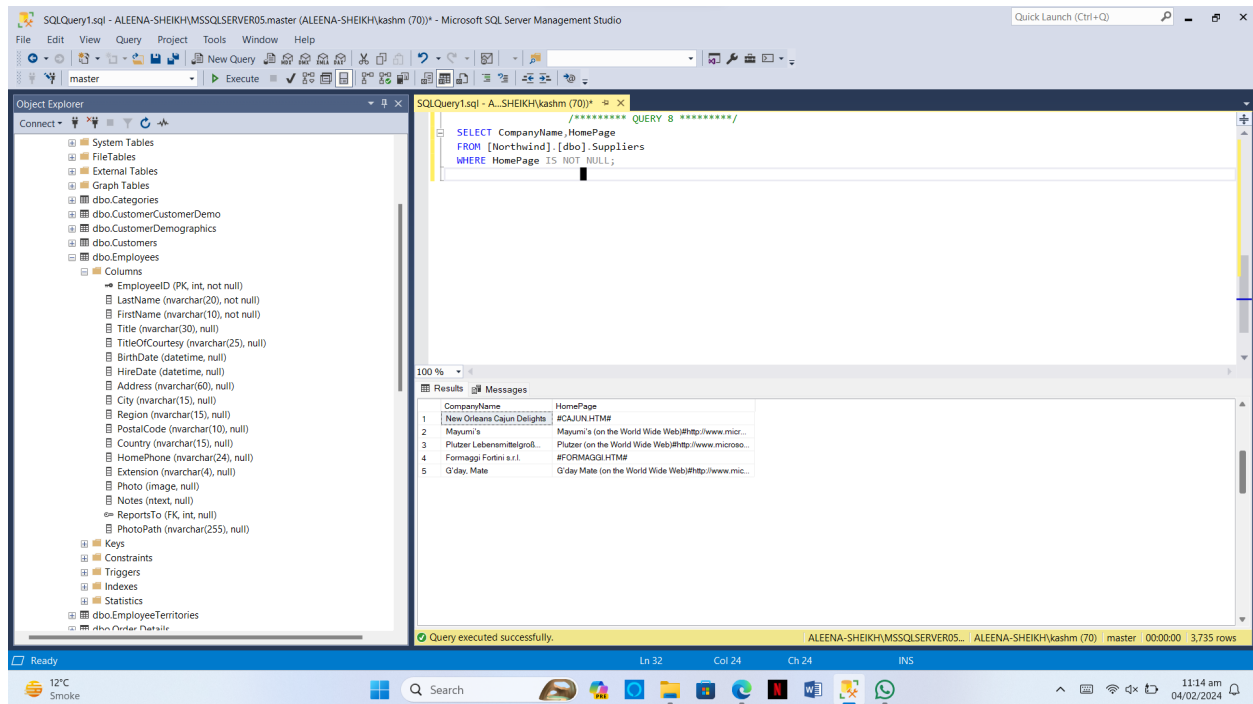 SQLQuery1.sql - ALEENA-SHEIKH\MSSQLSERVER05.master (ALEENA-SHEIKH\kashm (70))* - Microsoft SQL Server Management Studio
Quick Launch (Ctrl+Q)
File Edit View Query Project Tools Window Help
New Query
master
Execute
Object Explorer
Connect
System Tables
FileTables
External Tables
Graph Tables
dbo.Categories
dbo.CustomerCustomerDemo
dbo.CustomerDemographics
dbo.Customers
dbo.Employees
Columns
EmployeeID (PK, int, not null)
LastName (nvarchar(20), not null)
FirstName (nvarchar(10), not null)
Title (nvarchar(30), null)
TitleOfCourtesy (nvarchar(25), null)
BirthDate (datetime, null)
HireDate (datetime, null)
Address (nvarchar(60), null)
City (nvarchar(15), null)
Region (nvarchar(15), null)
PostalCode (nvarchar(10), null)
Country (nvarchar(15), null)
HomePhone (nvarchar(24), null)
Extension (nvarchar(4), null)
Photo (image, null)
Notes (ntext, null)
ReportsTo (FK, int, null)
PhotoPath (nvarchar(255), null)
Keys
Constraints
Triggers
Indexes
Statistics
dbo.EmployeeTerritories
dbo.Order Details
SQLQuery1.sql - A...SHEIKH\kashm (70))*
/********* QUERY 8 *********/
SELECT CompanyName,HomePage
FROM [Northwind].[dbo].Suppliers
WHERE HomePage IS NOT NULL;
100 %
Results Messages
CompanyName HomePage
1 New Orleans Cajun Delights #CAJUN.HTM#
2 Mayumi's Mayumi's (on the World Wide Web)#http://www.micr...
3 Plutzer Lebensmittelgroß... Plutzer (on the World Wide Web)#http://www.microso...
4 Formaggi Fortini s.r.l. #FORMAGGI.HTM#
5 G'day, Mate G'day Mate (on the World Wide Web)#http://www.mic...
Query executed successfully. ALEENA-SHEIKH\MSSQLSERVER05... ALEENA-SHEIKH\kashm (70) master 00:00:00 3,735 rows
Ready Ln 32 Col 24 Ch 24 INS
12°C
Smoke
Search
11:14 am
04/02/2024